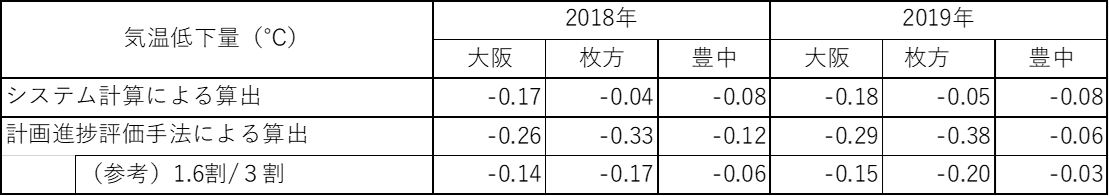 気温低下量（℃） 2018年 2019年
大阪 枚方 豊中 大阪 枚方 豊中
システム計算による算出 -0.17 -0.04 -0.08 -0.18 -0.05 -0.08
計画進捗評価手法による算出 -0.26 -0.33 -0.12 -0.29 -0.38 -0.06
（参考）1.6割/３割 -0.14 -0.17 -0.06 -0.15 -0.20 -0.03